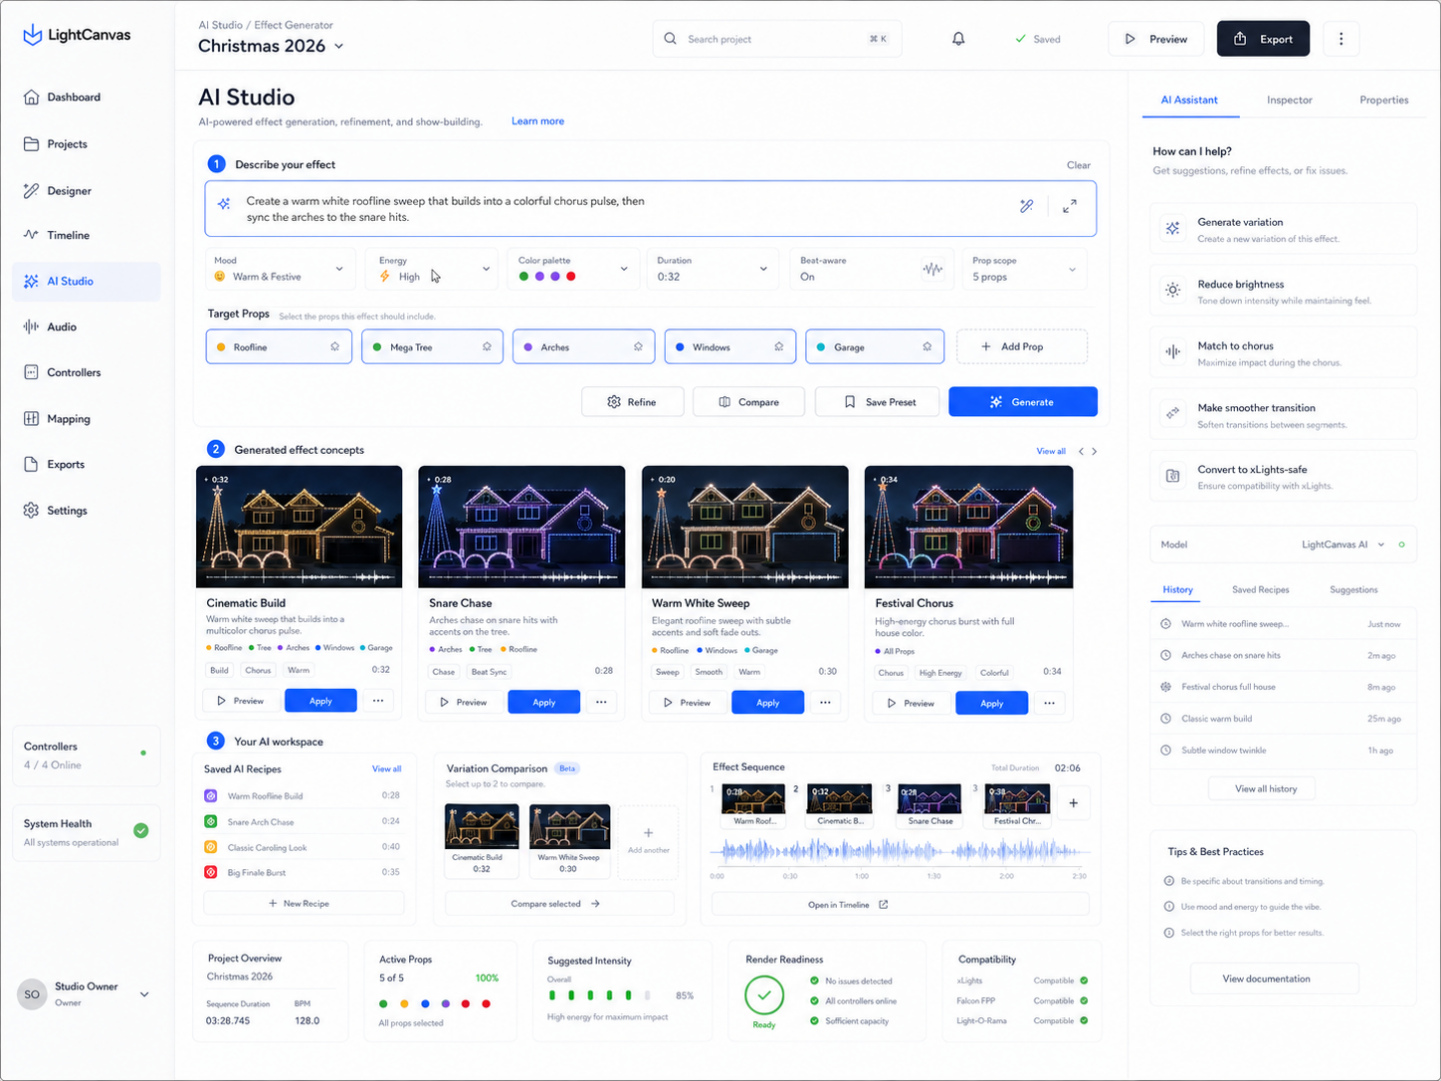 LightCanvas
AI Studio / Effect Generator
Christmas 2026
Search project
⌘ K
Saved
Preview
Export
Dashboard
Projects
Designer
Timeline
AI Studio
Audio
Controllers
Mapping
Exports
Settings
Controllers
4 / 4 Online
System Health
All systems operational
SO
Studio Owner
Owner
AI Studio
AI-powered effect generation, refinement, and show-building.
Learn more
1
Describe your effect
Clear
Create a warm white roofline sweep that builds into a colorful chorus pulse, then
sync the arches to the snare hits.
Mood
Warm & Festive
Energy
High
Color palette
Duration
0:32
Beat-aware
On
Prop scope
5 props
Target Props
Select the props this effect should include.
Roofline
Mega Tree
Arches
Windows
Garage
+ Add Prop
Refine
Compare
Save Preset
Generate
2
Generated effect concepts
View all
0:32
Cinematic Build
Warm white sweep that builds into a
multicolor chorus pulse.
Roofline
Tree
Arches
Windows
Garage
Build
Chorus
Warm
0:32
Preview
Apply
...
0:28
Snare Chase
Arches chase on snare hits with
accents on the tree.
Arches
Tree
Roofline
Chase
Beat Sync
0:28
Preview
Apply
...
0:20
Warm White Sweep
Elegant roofline sweep with subtle
accents and soft fade outs.
Roofline
Windows
Garage
Sweep
Smooth
Warm
0:30
Preview
Apply
...
0:34
Festival Chorus
High-energy chorus burst with full
house color.
All Props
Chorus
High Energy
Colorful
0:34
Preview
Apply
...
3
Your AI workspace
Saved AI Recipes
View all
Warm Roofline Build
0:28
Snare Arch Chase
0:24
Classic Caroling Look
0:40
Big Finale Burst
0:35
+ New Recipe
Variation Comparison
Beta
Select up to 2 to compare.
Cinematic Build
0:32
Warm White Sweep
0:30
+
Add another
Compare selected →
Effect Sequence
Total Duration
02:06
1
0:28
Warm Roof...
2
0:32
Cinematic B...
3
0:28
Snare Chase
3
0:38
Festival Chr...
+
0:00
0:30
1:00
1:30
2:00
2:30
Open in Timeline
Project Overview
Christmas 2026
Sequence Duration
BPM
03:28.745
128.0
Active Props
5 of 5
100%
All props selected
Suggested Intensity
Overall
85%
High energy for maximum impact
Render Readiness
Ready
No issues detected
All controllers online
Sufficient capacity
Compatibility
xLights
Compatible
Falcon FPP
Compatible
Light-O-Rama
Compatible
AI Assistant
Inspector
Properties
How can I help?
Get suggestions, refine effects, or fix issues.
Generate variation
Create a new variation of this effect.
Reduce brightness
Tone down intensity while maintaining feel.
Match to chorus
Maximize impact during the chorus.
Make smoother transition
Soften transitions between segments.
Convert to xLights-safe
Ensure compatibility with xLights.
Model
LightCanvas AI
History
Saved Recipes
Suggestions
Warm white roofline sweep...
Just now
Arches chase on snare hits
2m ago
Festival chorus full house
8m ago
Classic warm build
25m ago
Subtle window twinkle
1h ago
View all history
Tips & Best Practices
Be specific about transitions and timing.
Use mood and energy to guide the vibe.
Select the right props for better results.
View documentation